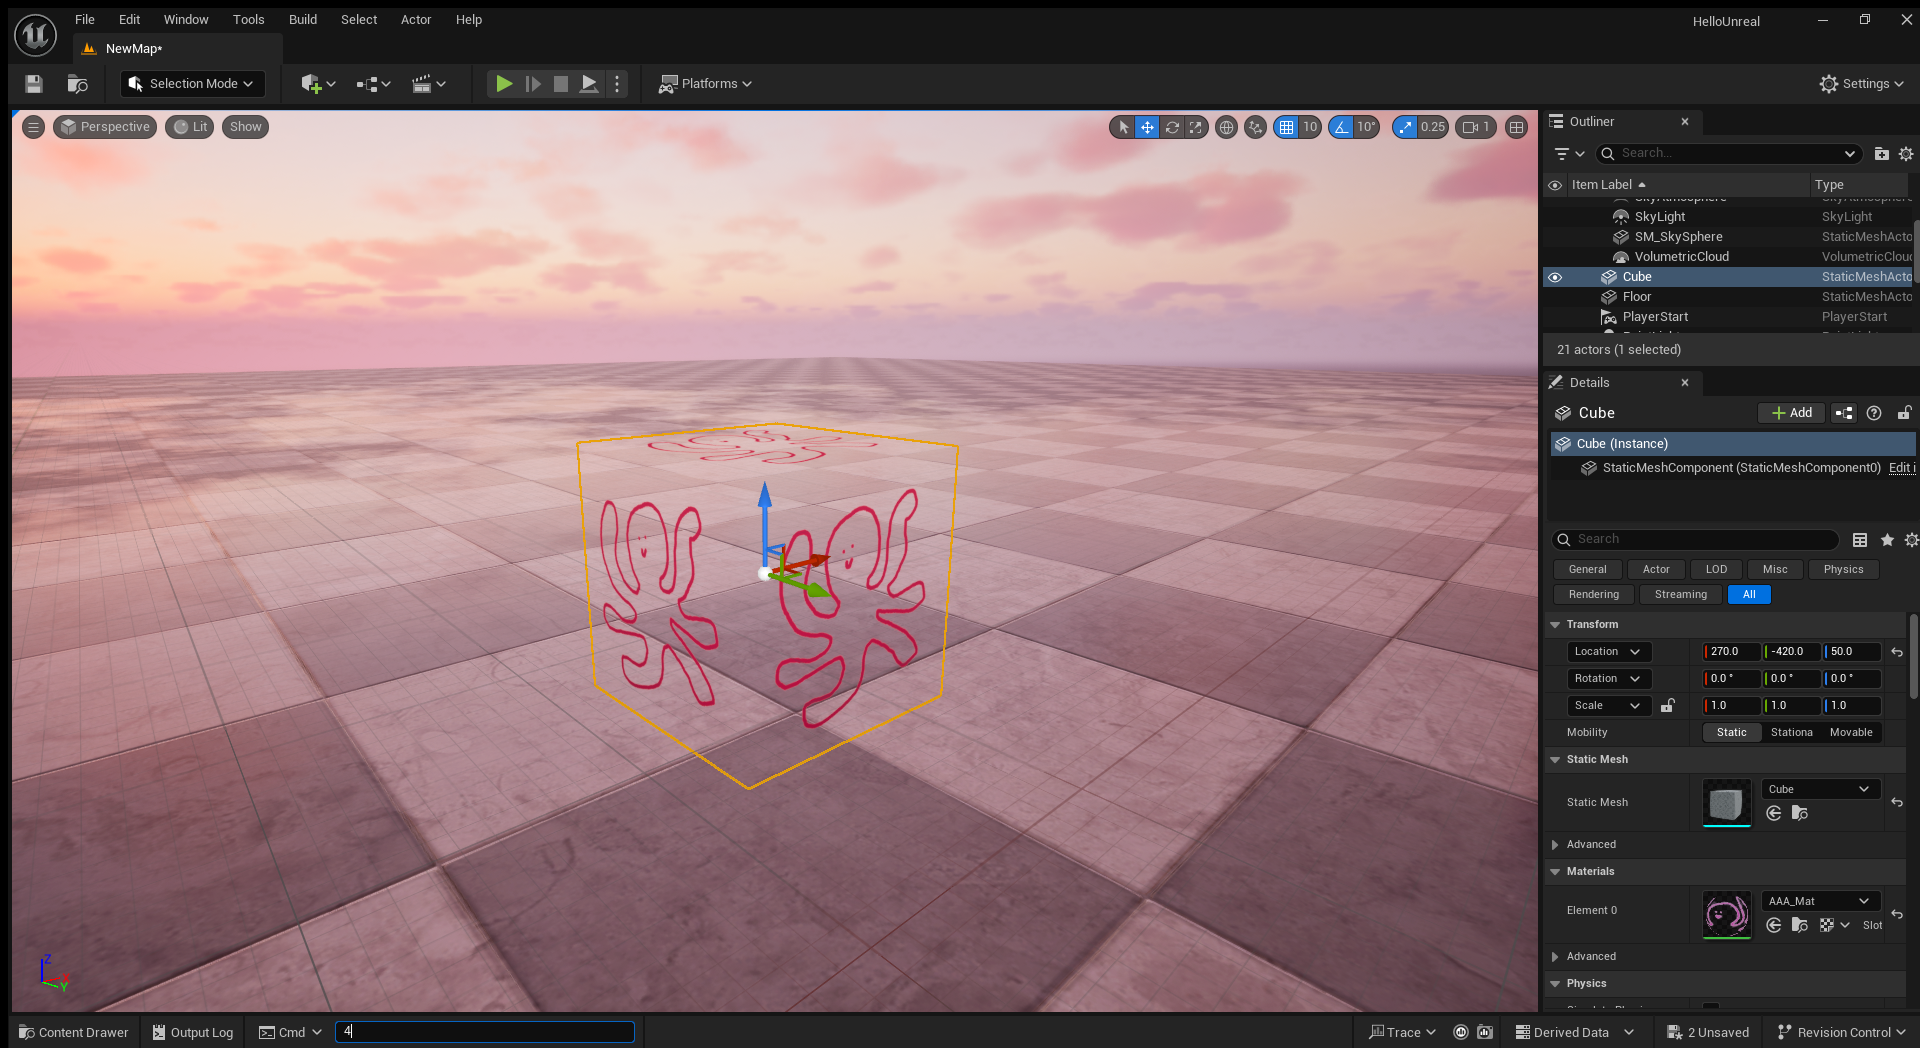 File Edit Window Tools Build Select Actor Help
HelloUnreal
NewMap*
Selection Mode
Platforms
Settings
Perspective Lit Show
10 10° 0.25 1
Outliner
Search...
Item Label Type
SkyAtmosphere SkyAtmosphere
SkyLight SkyLight
SM_SkySphere StaticMeshActo
VolumetricCloud VolumetricClou
Cube StaticMeshActo
Floor StaticMeshActo
PlayerStart PlayerStart
21 actors (1 selected)
Details
Cube
Add
Cube (Instance)
StaticMeshComponent (StaticMeshComponent0) Edit i
Search
General Actor LOD Misc Physics
Rendering Streaming All
Transform
Location 270.0 -420.0 50.0
Rotation 0.0 ° 0.0 ° 0.0 °
Scale 1.0 1.0 1.0
Mobility Static Stationa Movable
Static Mesh
Static Mesh Cube
Advanced
Materials
Element 0 AAA_Mat
Slot
Advanced
Physics
Z
X
Y
Content Drawer Output Log Cmd 4 Trace Derived Data 2 Unsaved Revision Control